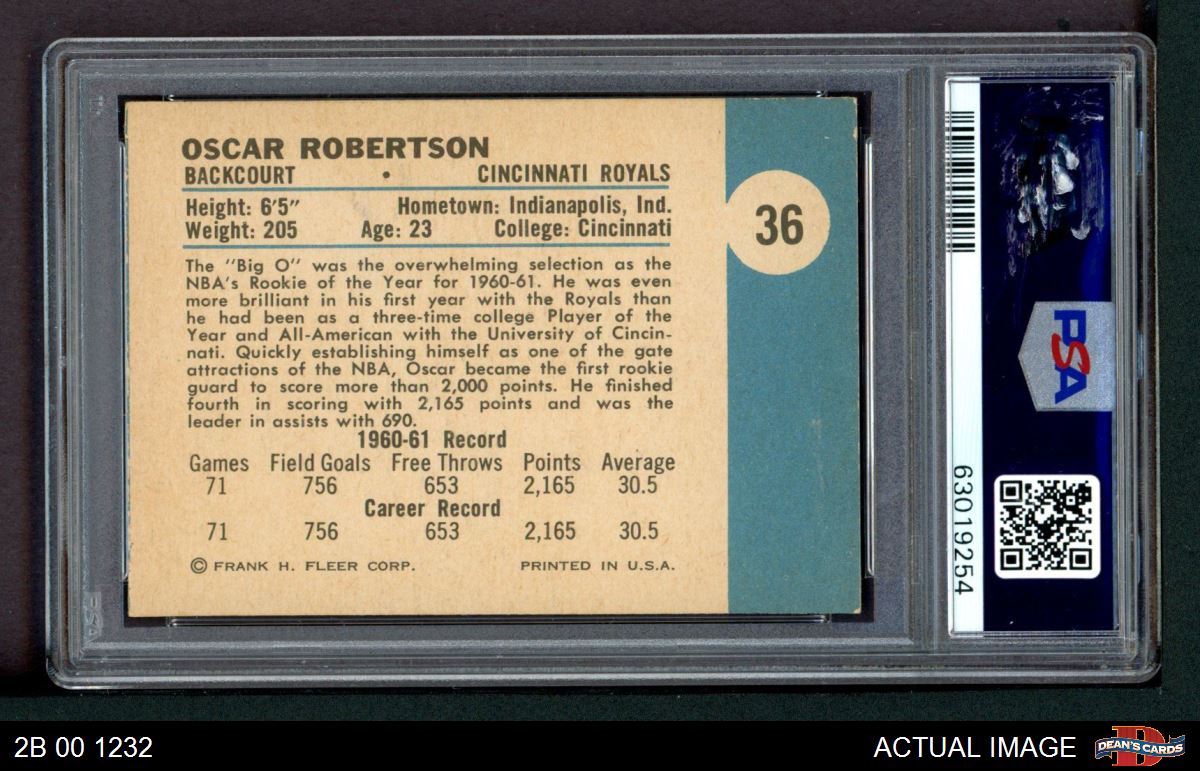 OSCAR ROBERTSON
BACKCOURT • CINCINNATI ROYALS
Height: 6'5" Hometown: Indianapolis, Ind.
Weight: 205 Age: 23 College: Cincinnati
36
The "Big O" was the overwhelming selection as the
NBA's Rookie of the Year for 1960-61. He was even
more brilliant in his first year with the Royals than
he had been as a three-time college Player of the
Year and All-American with the University of Cincin-
nati. Quickly establishing himself as one of the gate
attractions of the NBA, Oscar became the first rookie
guard to score more than 2,000 points. He finished
fourth in scoring with 2,165 points and was the
leader in assists with 690.
1960-61 Record
Games Field Goals Free Throws Points Average
71 756 653 2,165 30.5
Career Record
71 756 653 2,165 30.5
© FRANK H. FLEER CORP. PRINTED IN U.S.A.
PSA
63019254
PSA
2B 00 1232
ACTUAL IMAGE
D
DEAN'S CARDS